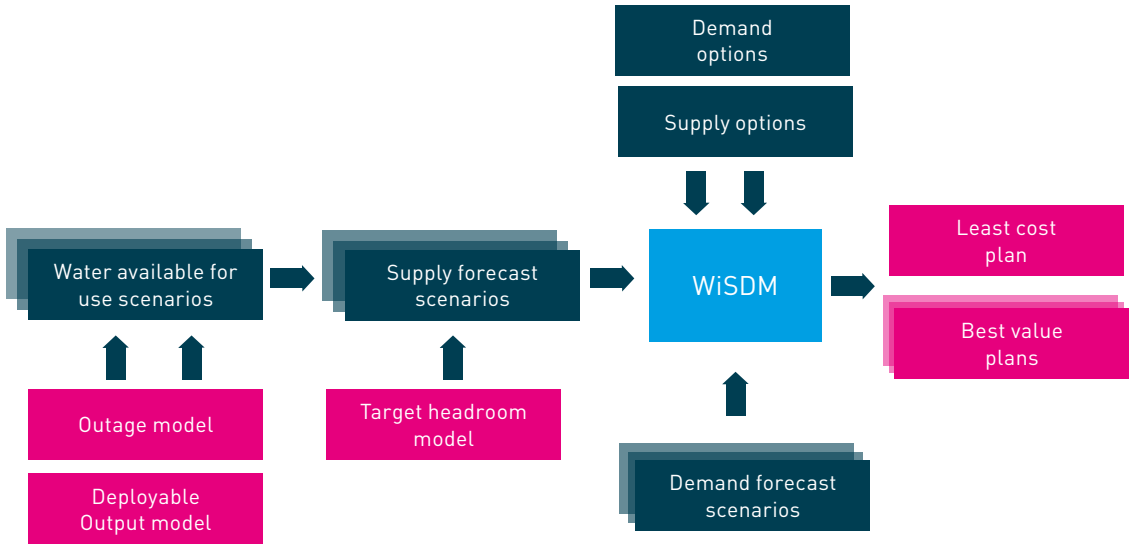 Demand
options
Supply options
Water available for
use scenarios
Supply forecast
scenarios
WiSDM
Least cost
plan
Best value
plans
Outage model
Target headroom
model
Deployable
Output model
Demand forecast
scenarios